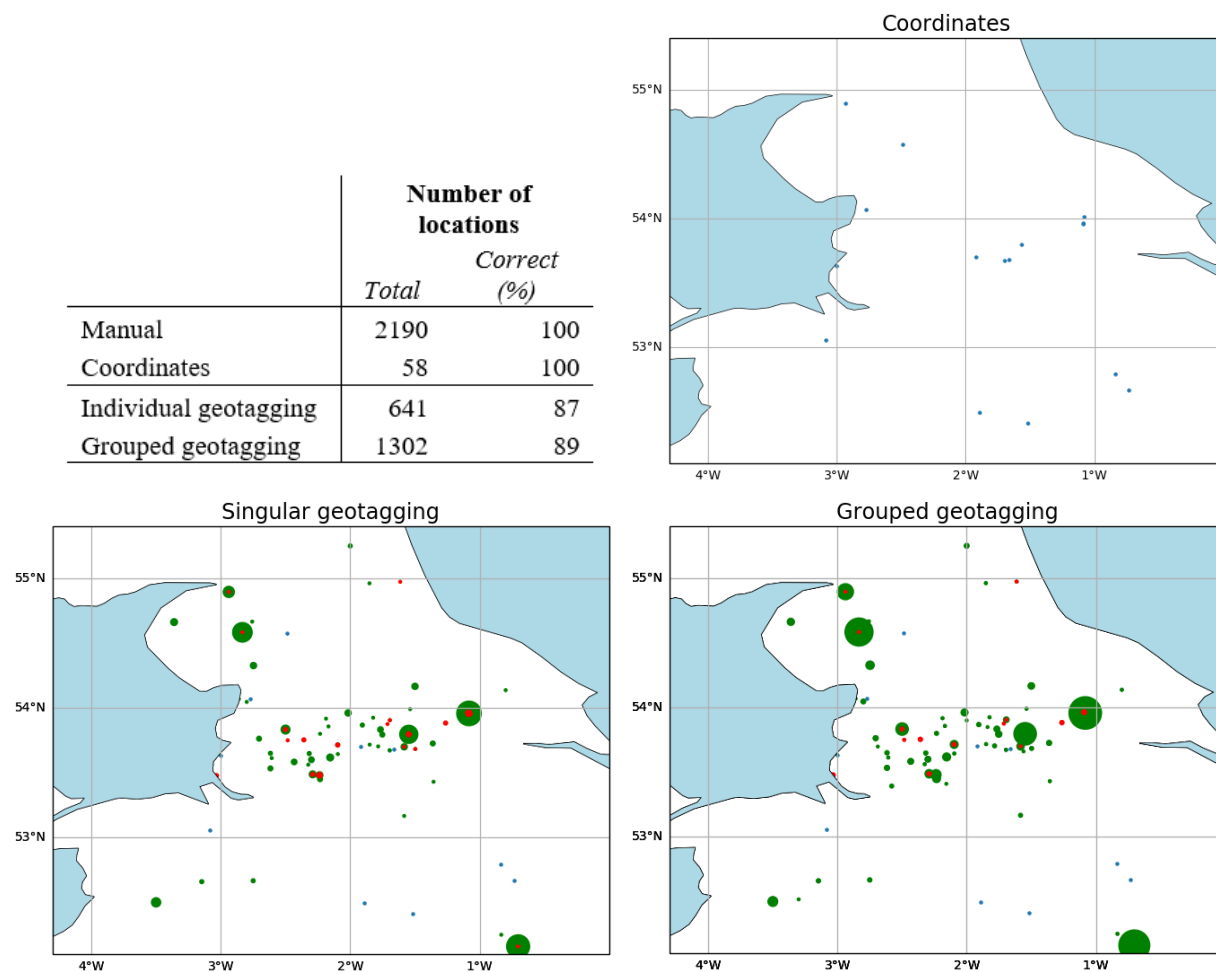 Coordinates
55°N
54°N
53°N
4°W 3°W 2°W 1°W
Number of
locations
Correct
Total (%)
Manual 2190 100
Coordinates 58 100
Individual geotagging 641 87
Grouped geotagging 1302 89
Singular geotagging
55°N
54°N
53°N
4°W 3°W 2°W 1°W
Grouped geotagging
55°N
54°N
53°N
4°W 3°W 2°W 1°W